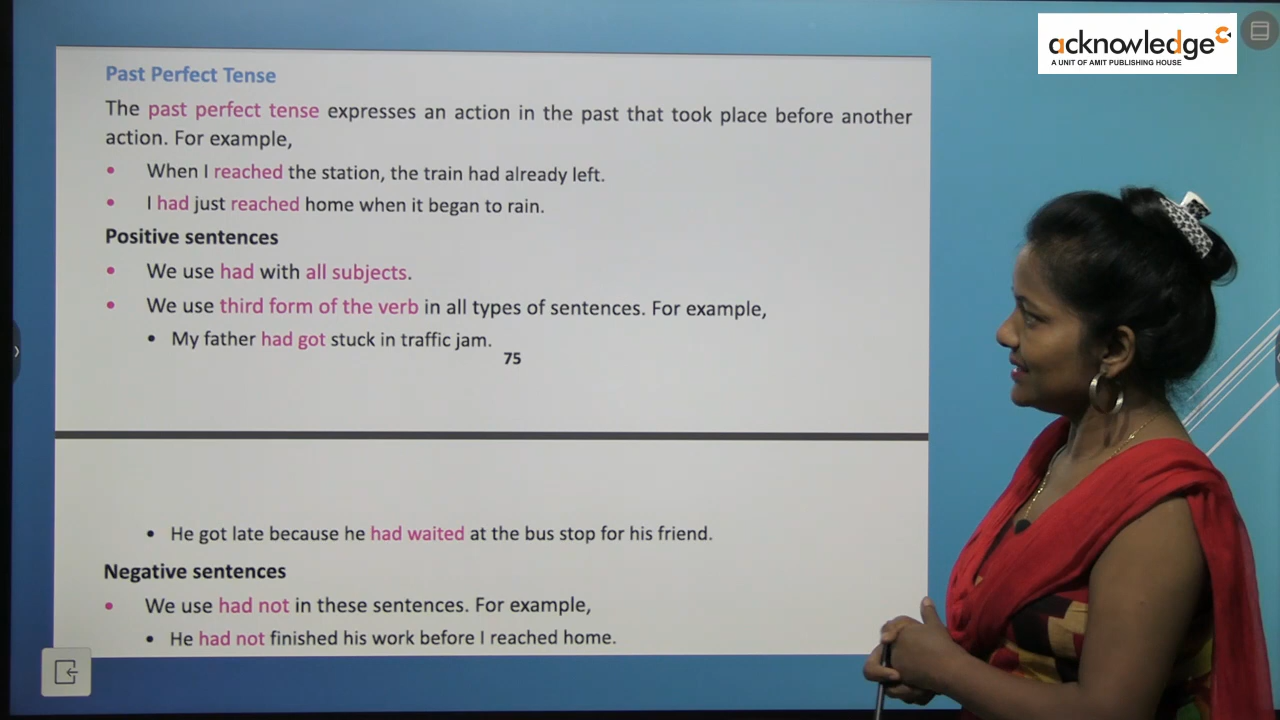 acknowledge
A UNIT OF AMIT PUBLISHING HOUSE
Past Perfect Tense
The past perfect tense expresses an action in the past that took place before another
action. For example,
• When I reached the station, the train had already left.
• I had just reached home when it began to rain.
Positive sentences
• We use had with all subjects.
• We use third form of the verb in all types of sentences. For example,
• My father had got stuck in traffic jam.
75
• He got late because he had waited at the bus stop for his friend.
Negative sentences
• We use had not in these sentences. For example,
• He had not finished his work before I reached home.